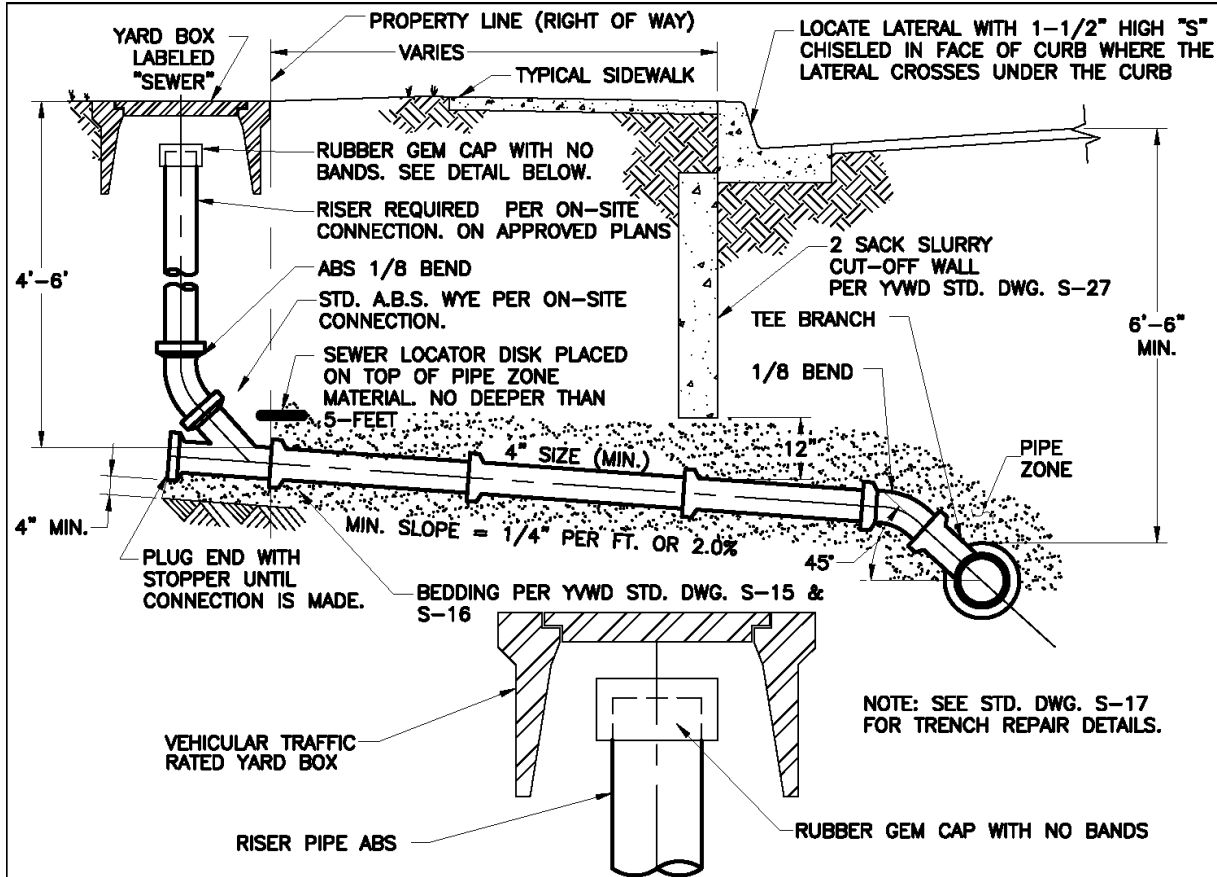 YARD BOX
LABELED
"SEWER"
PROPERTY LINE (RIGHT OF WAY)
VARIES
TYPICAL SIDEWALK
LOCATE LATERAL WITH 1-1/2" HIGH "S"
CHISELED IN FACE OF CURB WHERE THE
LATERAL CROSSES UNDER THE CURB
RUBBER GEM CAP WITH NO
BANDS. SEE DETAIL BELOW.
RISER REQUIRED PER ON-SITE
CONNECTION. ON APPROVED PLANS
4'-6'
ABS 1/8 BEND
STD. A.B.S. WYE PER ON-SITE
CONNECTION.
SEWER LOCATOR DISK PLACED
ON TOP OF PIPE ZONE
MATERIAL. NO DEEPER THAN
5-FEET
2 SACK SLURRY
CUT-OFF WALL
PER YVWD STD. DWG. S-27
TEE BRANCH
1/8 BEND
6'-6"
MIN.
12"
4" SIZE (MIN.)
PIPE
ZONE
4" MIN.
MIN. SLOPE = 1/4" PER FT. OR 2.0%
45°
PLUG END WITH
STOPPER UNTIL
CONNECTION IS MADE.
BEDDING PER YVWD STD. DWG. S-15 &
S-16
NOTE: SEE STD. DWG. S-17
FOR TRENCH REPAIR DETAILS.
VEHICULAR TRAFFIC
RATED YARD BOX
RISER PIPE ABS
RUBBER GEM CAP WITH NO BANDS